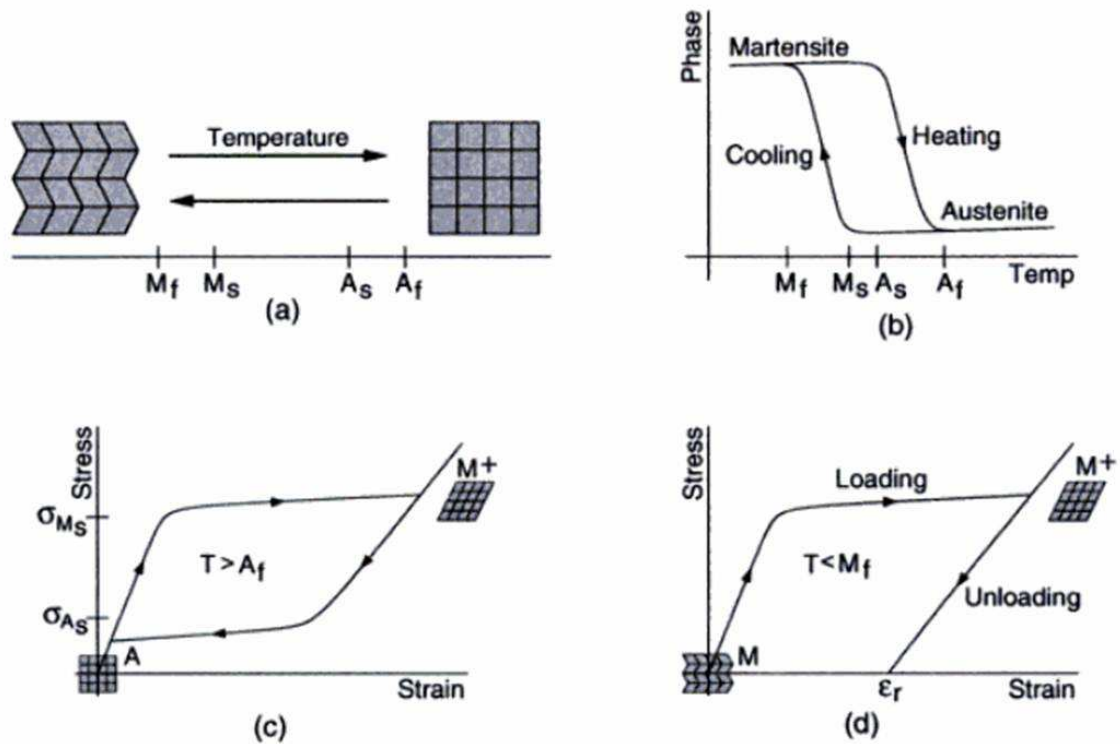 Temperature
Mf Ms As Af
(a)
Phase
Martensite
Cooling
Heating
Austenite
Mf Ms As Af
Temp
(b)
Stress
M+
σMs
T > Af
σAs
A
Strain
(c)
Stress
Loading
M+
T < Mf
Unloading
M
εr
Strain
(d)